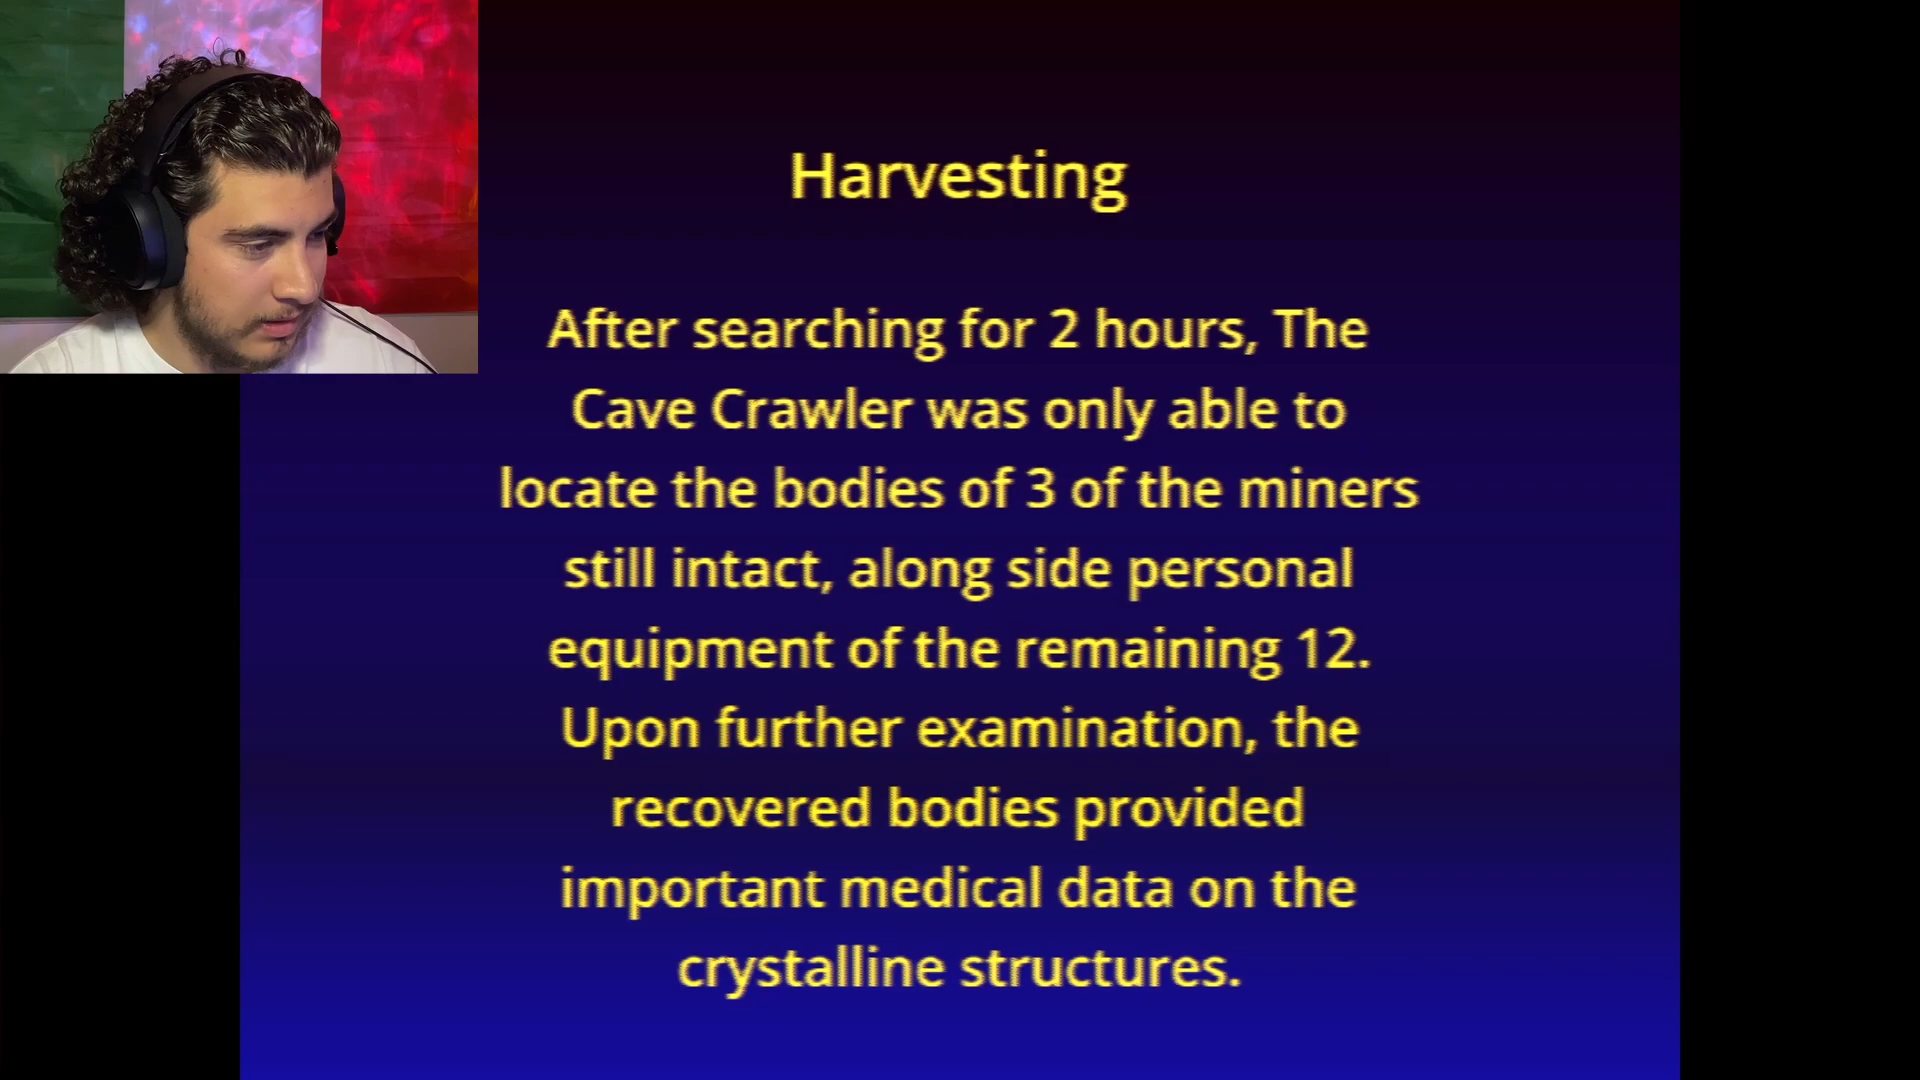 Harvesting
After searching for 2 hours, The
Cave Crawler was only able to
locate the bodies of 3 of the miners
still intact, along side personal
equipment of the remaining 12.
Upon further examination, the
recovered bodies provided
important medical data on the
crystalline structures.